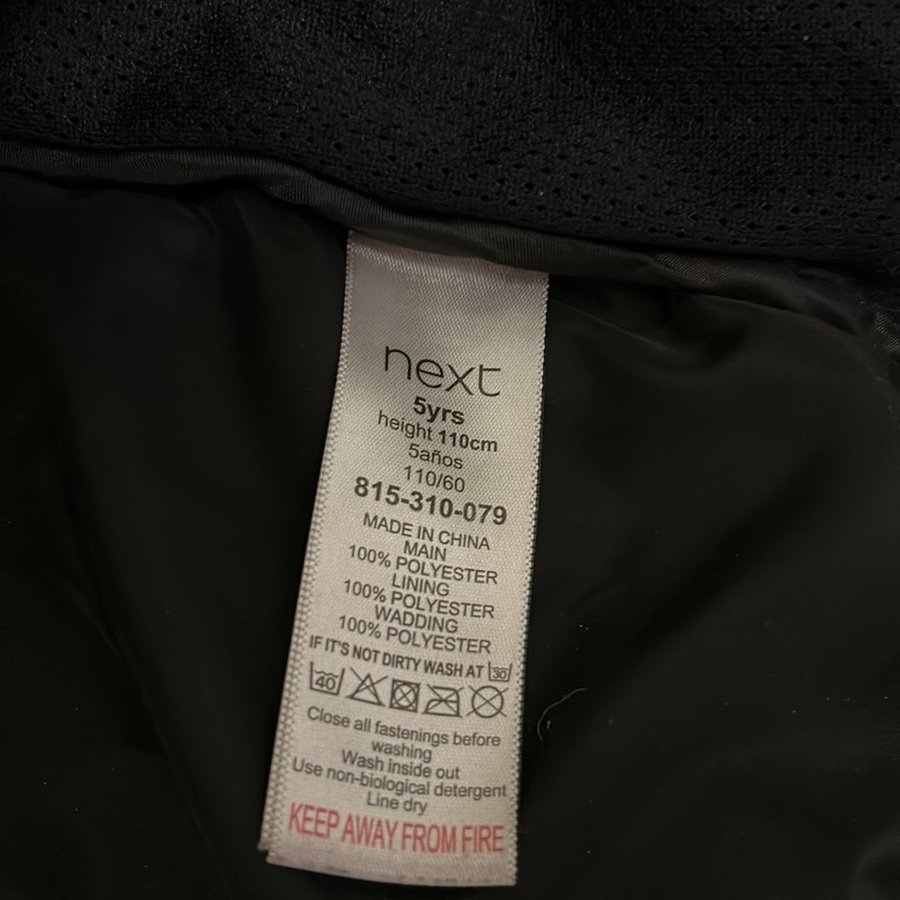 next
5yrs
height 110cm
5años
110/60
815-310-079
MADE IN CHINA
MAIN
100% POLYESTER
LINING
100% POLYESTER
WADDING
100% POLYESTER
IF IT'S NOT DIRTY WASH AT 30
40
Close all fastenings before
washing
Wash inside out
Use non-biological detergent
Line dry
KEEP AWAY FROM FIRE